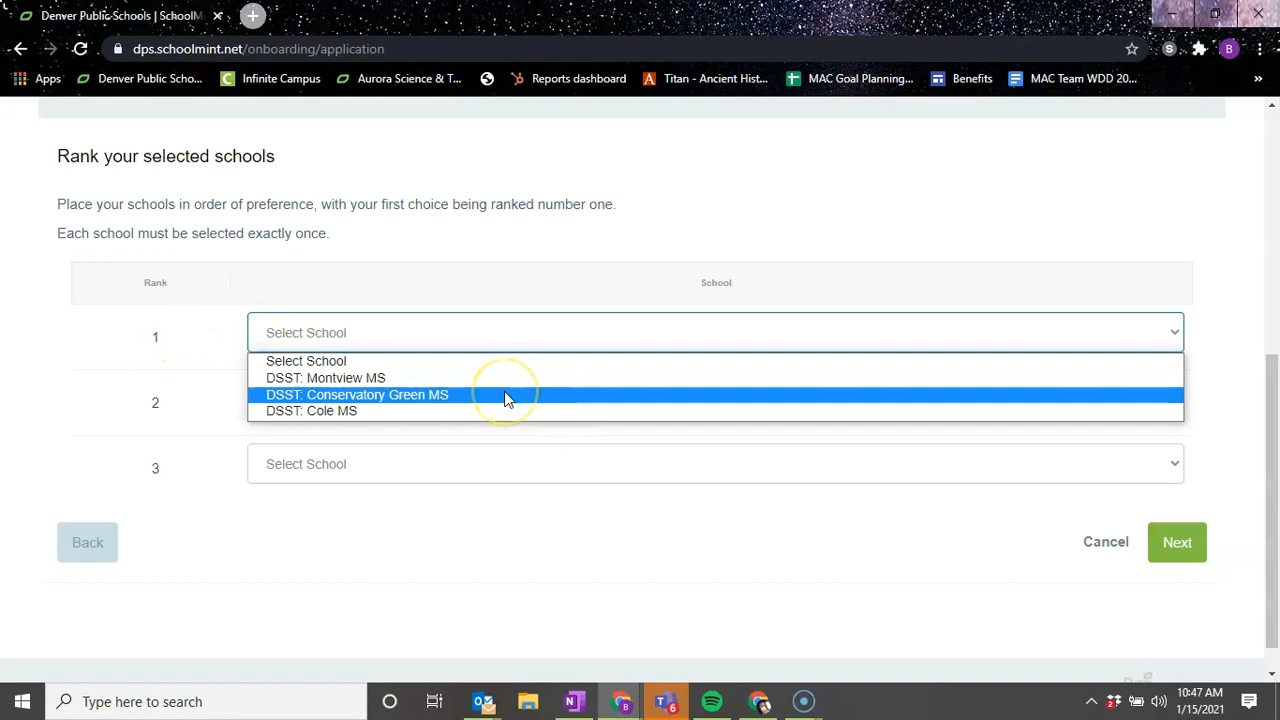 Denver Public Schools | SchoolM
dps.schoolmint.net/onboarding/application
B
Apps
Denver Public Scho...
Infinite Campus
Aurora Science & T...
Reports dashboard
Titan - Ancient Hist...
MAC Goal Planning...
Benefits
MAC Team WDD 20...
»
Rank your selected schools
Place your schools in order of preference, with your first choice being ranked number one.
Each school must be selected exactly once.
Rank
School
1
Select School
Select School
DSST: Montview MS
DSST: Conservatory Green MS
DSST: Cole MS
2
3
Select School
Back
Cancel
Next
Type here to search
6
10:47 AM
1/15/2021